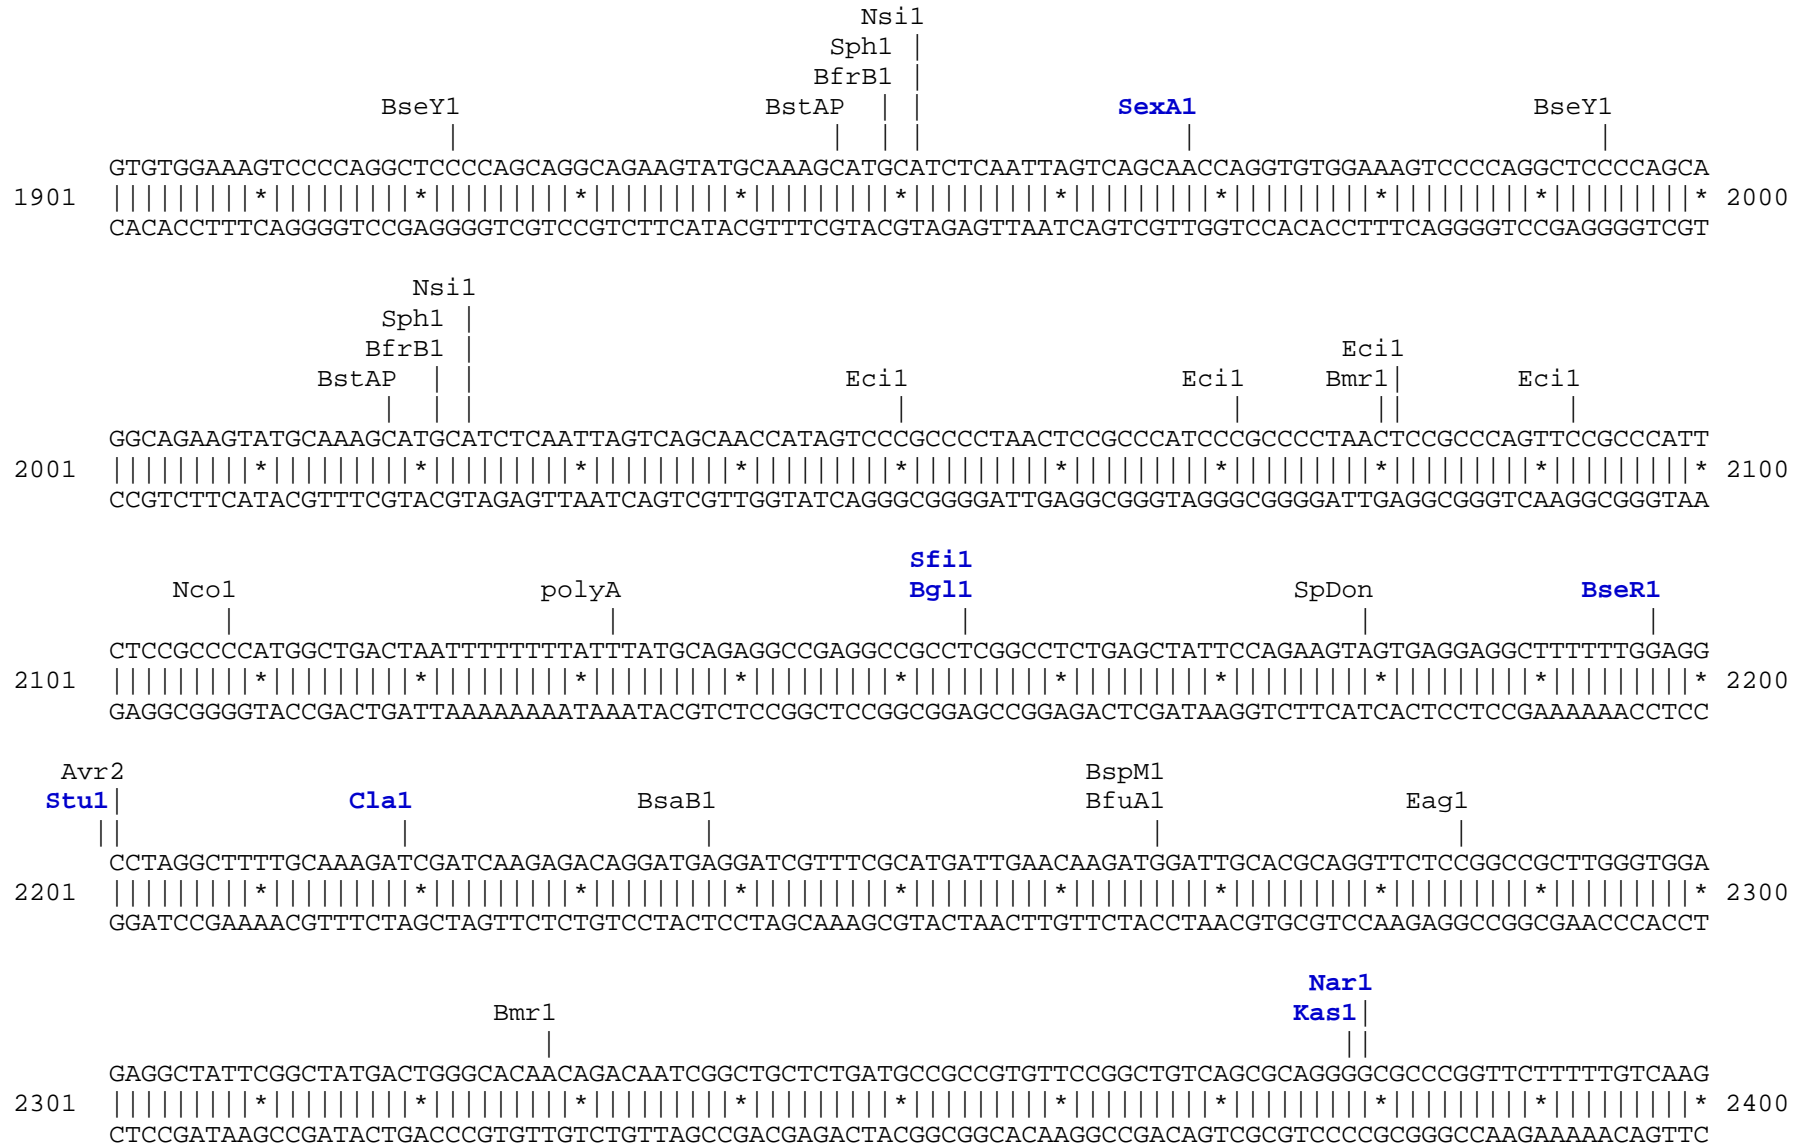 Nsi1
Sph1 |
BfrB1 |
BseY1 BstAP | | SexA1 BseY1
| | | | | |
GTGTGGAAAGTCCCCAGGCTCCCCAGCAGGCAGAAGTATGCAAAGCATGCATCTCAATTAGTCAGCAACCAGGTGTGGAAAGTCCCCAGGCTCCCCAGCA
1901 |||||||||*|||||||||*|||||||||*|||||||||*|||||||||*|||||||||*|||||||||*|||||||||*|||||||||*|||||||||* 2000
CACACCTTTCAGGGGTCCGAGGGGTCGTCCGTCTTCATACGTTTCGTACGTAGAGTTAATCAGTCGTTGGTCCACACCTTTCAGGGGTCCGAGGGGTCGT
Nsi1
Sph1 |
BfrB1 | Eci1
BstAP | | Eci1 Eci1 Bmr1| Eci1
| | | | | || |
GGCAGAAGTATGCAAAGCATGCATCTCAATTAGTCAGCAACCATAGTCCCGCCCCTAACTCCGCCCATCCCGCCCCTAACTCCGCCCAGTTCCGCCCATT
2001 |||||||||*|||||||||*|||||||||*|||||||||*|||||||||*|||||||||*|||||||||*|||||||||*|||||||||*|||||||||* 2100
CCGTCTTCATACGTTTCGTACGTAGAGTTAATCAGTCGTTGGTATCAGGGCGGGGATTGAGGCGGGTAGGGCGGGGATTGAGGCGGGTCAAGGCGGGTAA
Sfi1
Nco1 polyA Bgl1 SpDon BseR1
| | | | |
CTCCGCCCCATGGCTGACTAATTTTTTTTATTTATGCAGAGGCCGAGGCCGCCTCGGCCTCTGAGCTATTCCAGAAGTAGTGAGGAGGCTTTTTTGGAGG
2101 |||||||||*|||||||||*|||||||||*|||||||||*|||||||||*|||||||||*|||||||||*|||||||||*|||||||||*|||||||||* 2200
GAGGCGGGGTACCGACTGATTAAAAAAAATAAATACGTCTCCGGCTCCGGCGGAGCCGGAGACTCGATAAGGTCTTCATCACTCCTCCGAAAAAACCTCC
Avr2 BspM1
Stu1| Cla1 BsaB1 BfuA1 Eag1
|| | | | |
CCTAGGCTTTTGCAAAGATCGATCAAGAGACAGGATGAGGATCGTTTCGCATGATTGAACAAGATGGATTGCACGCAGGTTCTCCGGCCGCTTGGGTGGA
2201 |||||||||*|||||||||*|||||||||*|||||||||*|||||||||*|||||||||*|||||||||*|||||||||*|||||||||*|||||||||* 2300
GGATCCGAAAACGTTTCTAGCTAGTTCTCTGTCCTACTCCTAGCAAAGCGTACTAACTTGTTCTACCTAACGTGCGTCCAAGAGGCCGGCGAACCCACCT
Nar1
Bmr1 Kas1|
| ||
GAGGCTATTCGGCTATGACTGGGCACAACAGACAATCGGCTGCTCTGATGCCGCCGTGTTCCGGCTGTCAGCGCAGGGGCGCCCGGTTCTTTTTGTCAAG
2301 |||||||||*|||||||||*|||||||||*|||||||||*|||||||||*|||||||||*|||||||||*|||||||||*|||||||||*|||||||||* 2400
CTCCGATAAGCCGATACTGACCCGTGTTGTCTGTTAGCCGACGAGACTACGGCGGCACAAGGCCGACAGTCGCGTCCCCGCGGGCCAAGAAAAACAGTTC